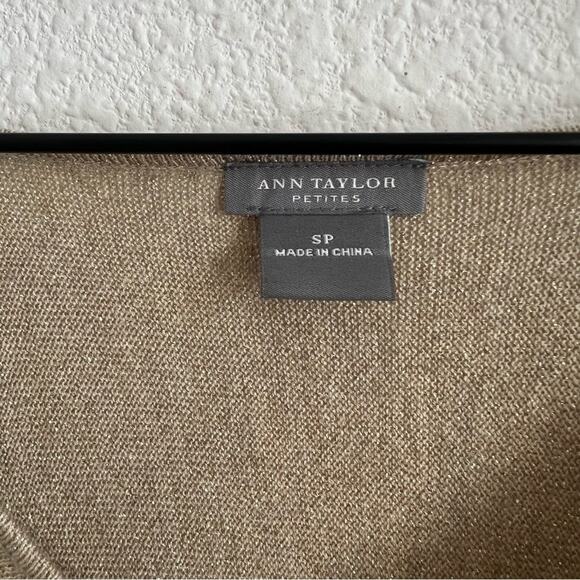 ANN TAYLOR
PETITES
SP
MADE IN CHINA